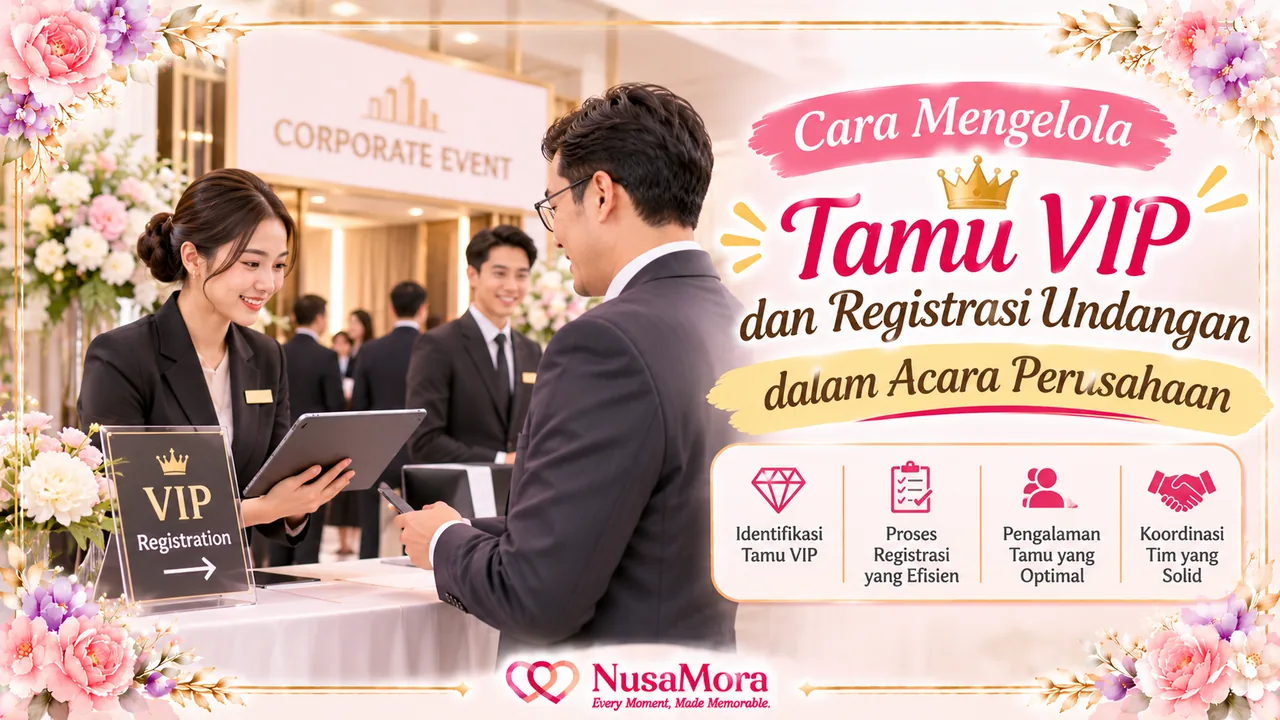 CORPORATE EVENT
VIP
Registration
Cara Mengelola
Tamu VIP
dan Registrasi Undangan
dalam Acara Perusahaan
Identifikasi
Tamu VIP
Proses
Registrasi
yang Efisien
Pengalaman
Tamu yang
Optimal
Koordinasi
Tim yang
Solid
NusaMora
Every Moment, Made Memorable.